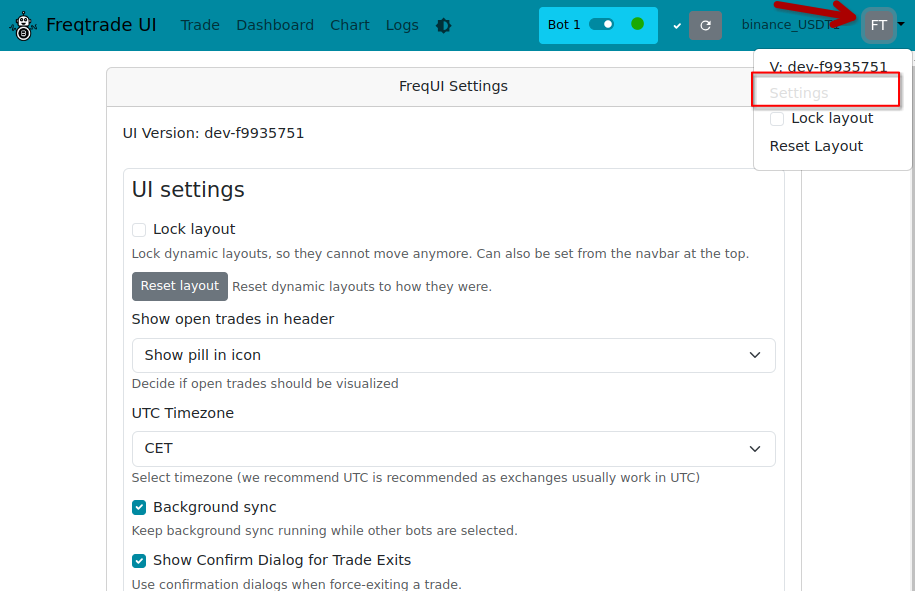 Freqtrade UI Trade Dashboard Chart Logs Bot 1 binance_USDT FT
V: dev-f9935751
Settings
Lock layout
Reset Layout
FreqUI Settings
UI Version: dev-f9935751
UI settings
Lock layout
Lock dynamic layouts, so they cannot move anymore. Can also be set from the navbar at the top.
Reset layout Reset dynamic layouts to how they were.
Show open trades in header
Show pill in icon
Decide if open trades should be visualized
UTC Timezone
CET
Select timezone (we recommend UTC is recommended as exchanges usually work in UTC)
Background sync
Keep background sync running while other bots are selected.
Show Confirm Dialog for Trade Exits
Use confirmation dialogs when force-exiting a trade.